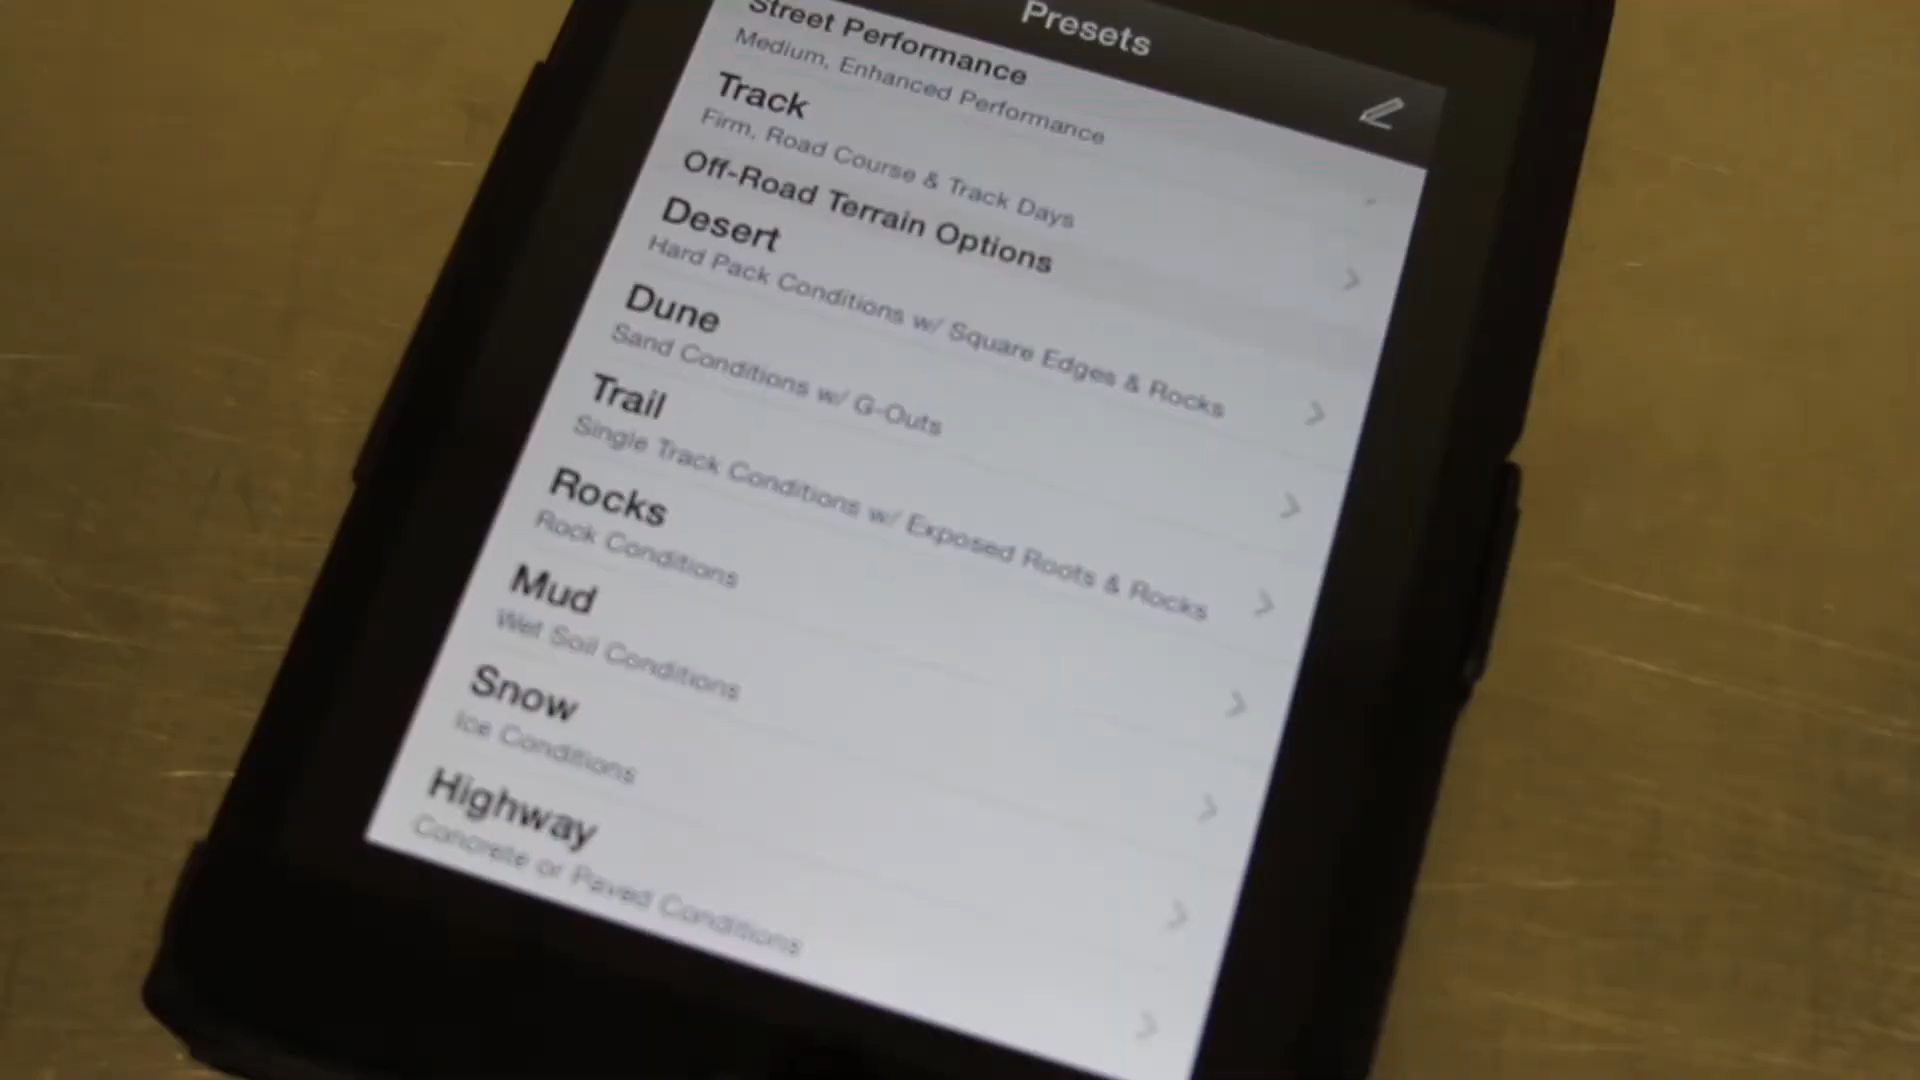 Presets
Street Performance
Medium, Enhanced Performance
Track
Firm, Road Course & Track Days
Off-Road Terrain Options
Desert
Hard Pack Conditions w/ Square Edges & Rocks
Dune
Sand Conditions w/ G-Outs
Trail
Single Track Conditions w/ Exposed Roots & Rocks
Rocks
Rock Conditions
Mud
Wet Soil Conditions
Snow
Ice Conditions
Highway
Concrete or Paved Conditions